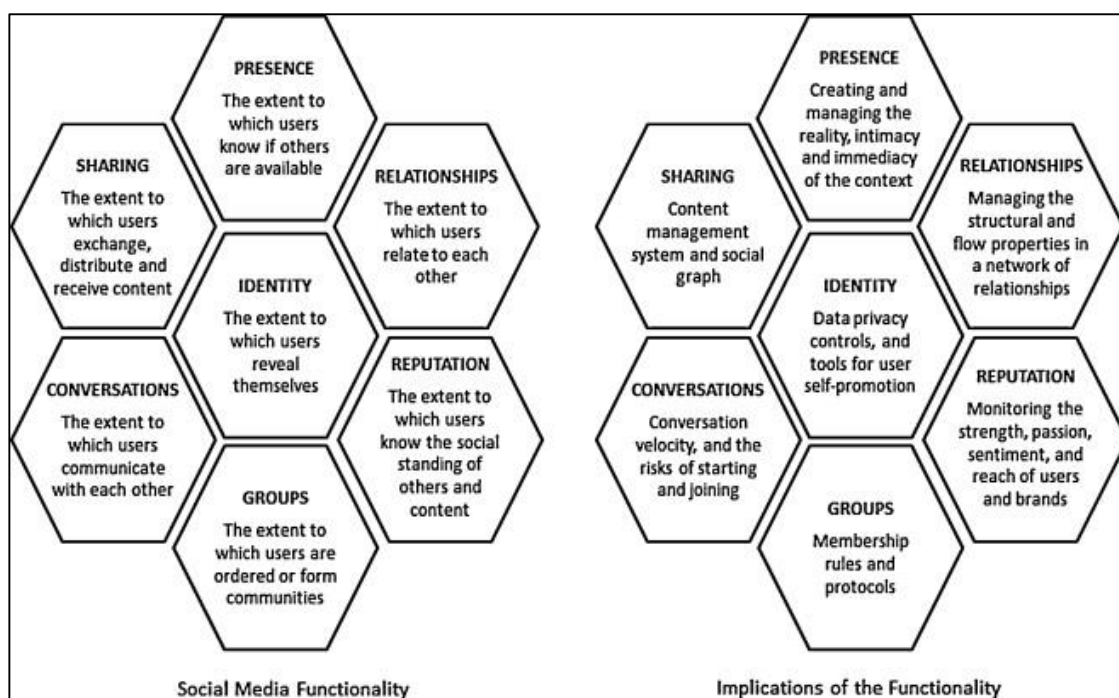 PRESENCE
The extent to
which users
know if others
are available
SHARING
The extent to
which users
exchange,
distribute and
receive content
RELATIONSHIPS
The extent to
which users
relate to each
other
IDENTITY
The extent to
which users
reveal
themselves
CONVERSATIONS
The extent to
which users
communicate
with each other
REPUTATION
The extent to
which users
know the social
standing of
others and
content
GROUPS
The extent to
which users are
ordered or form
communities
Social Media Functionality
PRESENCE
Creating and
managing the
reality, intimacy
and immediacy
of the context
SHARING
Content
management
system and social
graph
RELATIONSHIPS
Managing the
structural and
flow properties in
a network of
relationships
IDENTITY
Data privacy
controls, and
tools for user
self-promotion
CONVERSATIONS
Conversation
velocity, and the
risks of starting
and joining
REPUTATION
Monitoring the
strength, passion,
sentiment, and
reach of users
and brands
GROUPS
Membership
rules and
protocols
Implications of the Functionality